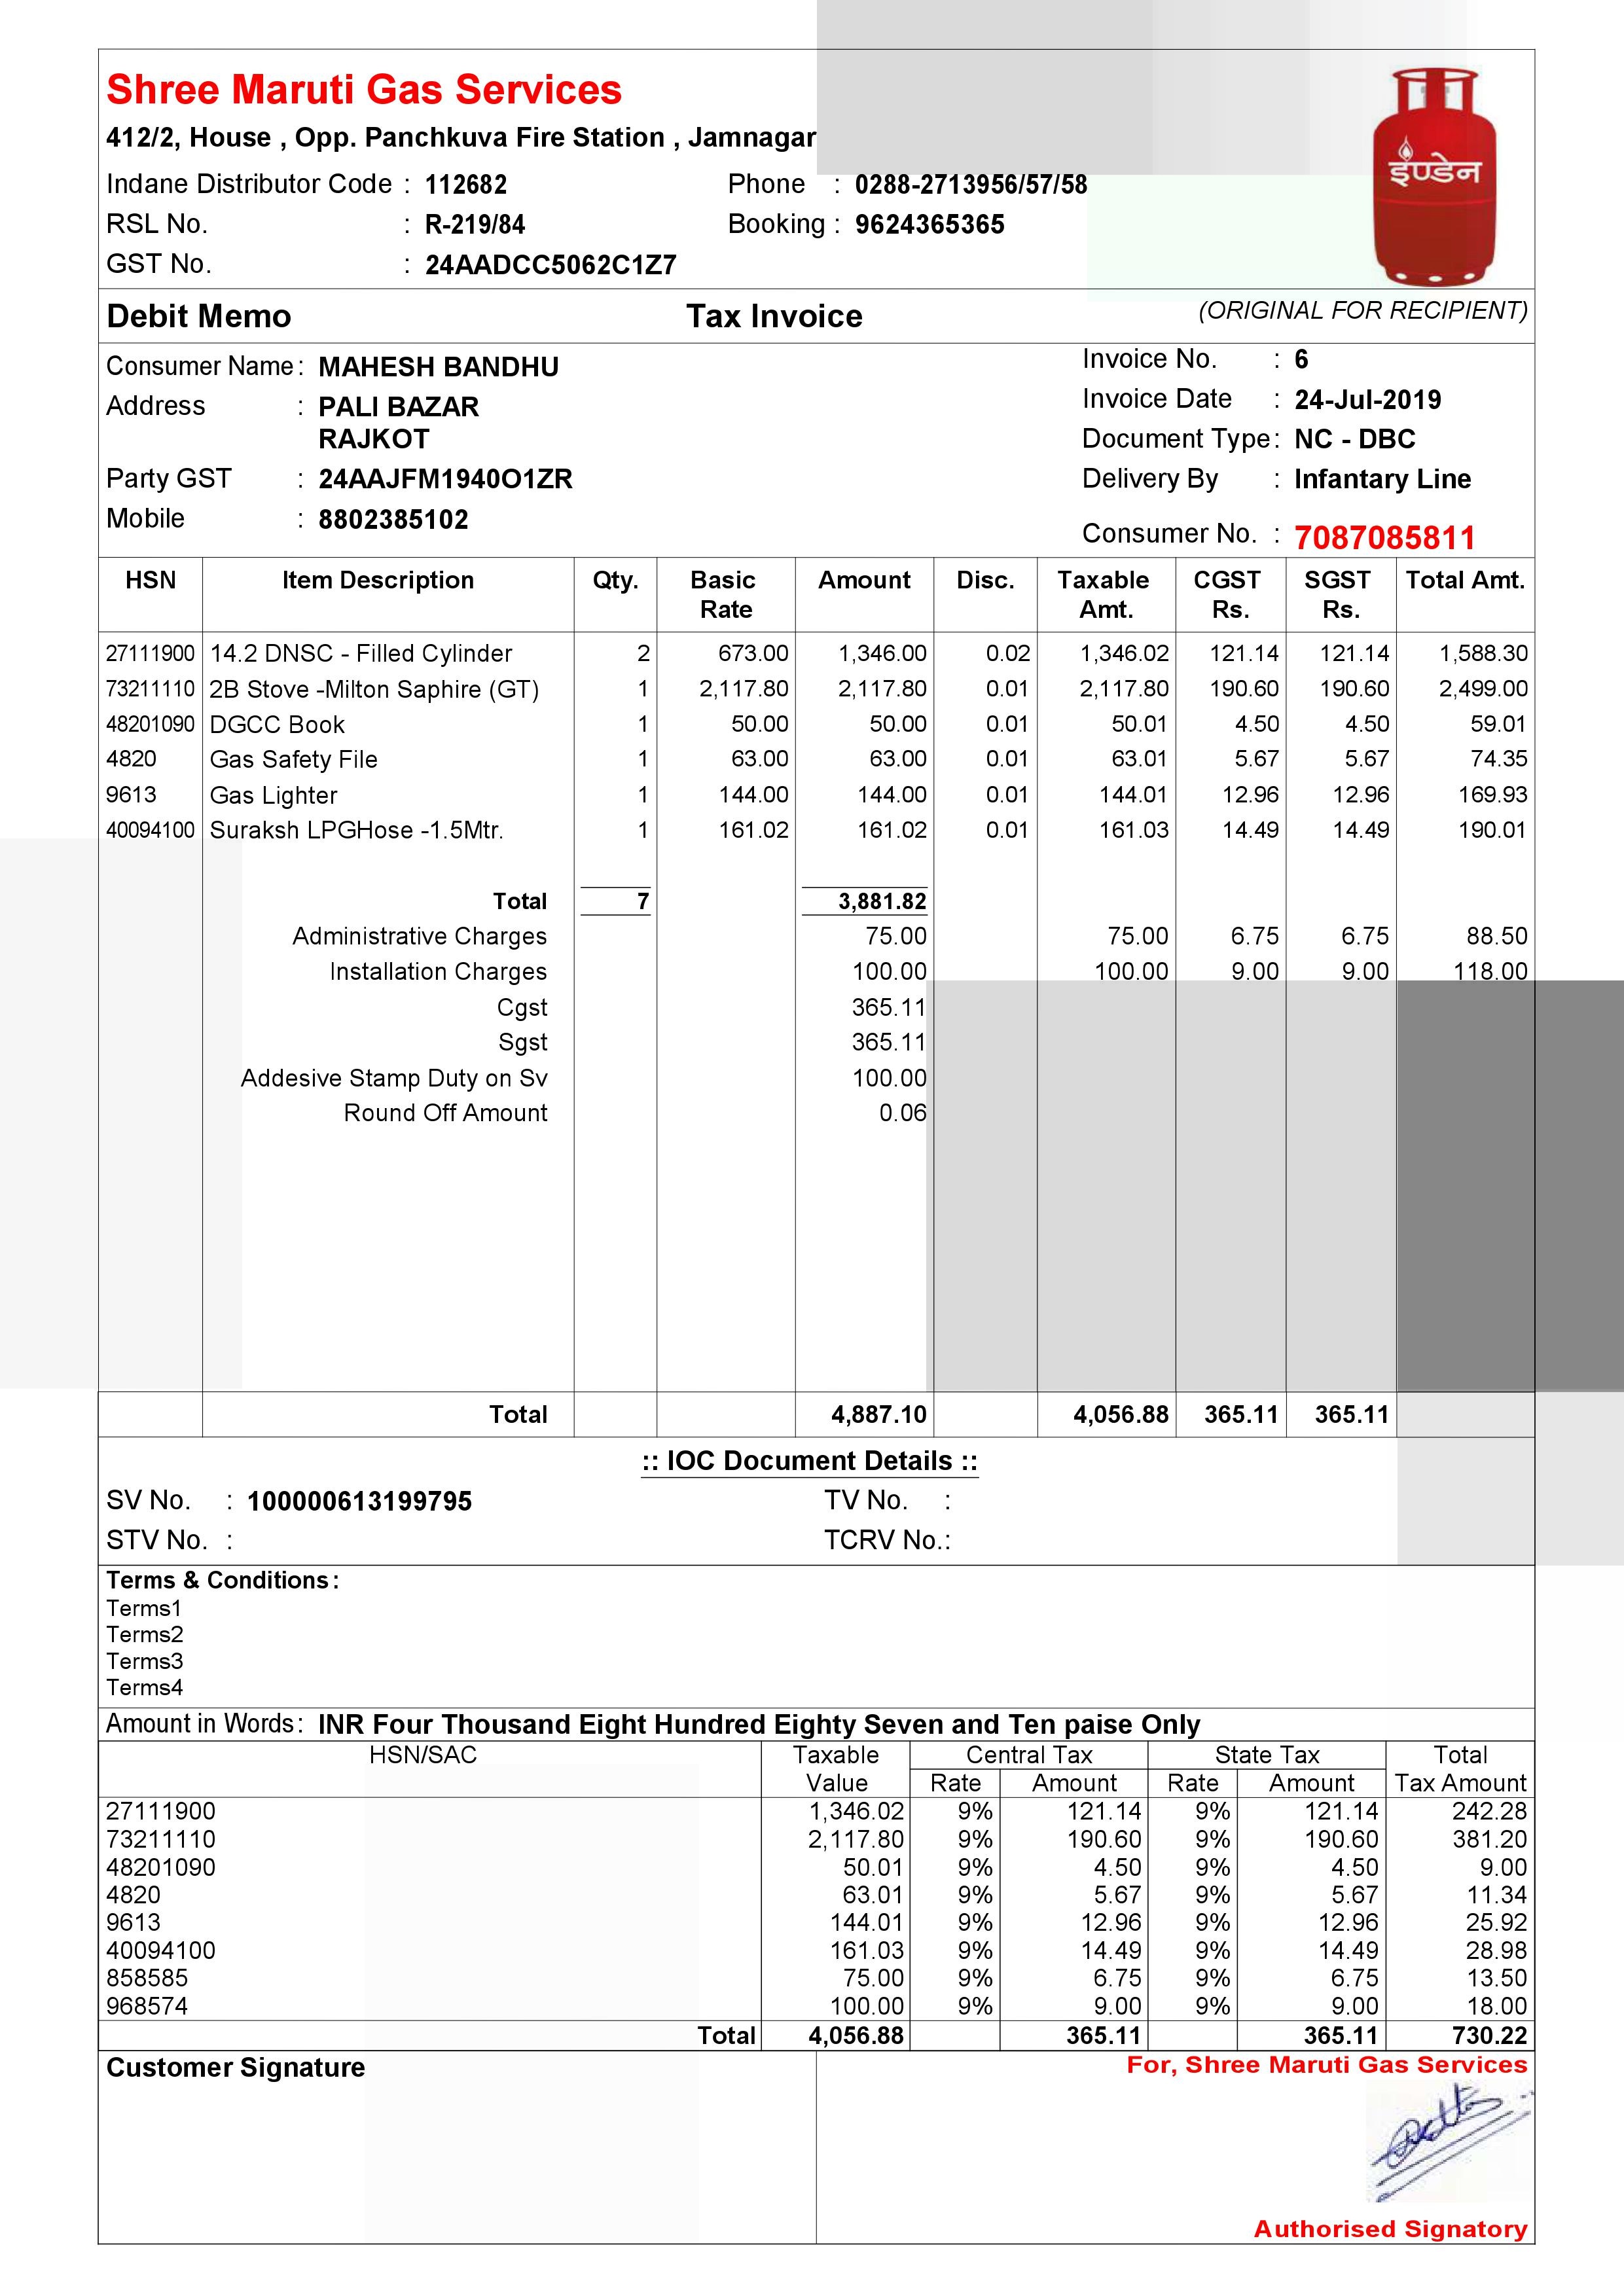 Shree Maruti Gas Services
412/2, House , Opp. Panchkuva Fire Station , Jamnagar
इण्डेन
Indane Distributor Code : 112682 Phone : 0288-2713956/57/58
RSL No. : R-219/84 Booking : 9624365365
GST No. : 24AADCC5062C1Z7
Debit Memo Tax Invoice (ORIGINAL FOR RECIPIENT)
Consumer Name : MAHESH BANDHU
Address : PALI BAZAR
RAJKOT
Party GST : 24AAJFM1940O1ZR
Mobile : 8802385102
Invoice No. : 6
Invoice Date : 24-Jul-2019
Document Type : NC - DBC
Delivery By : Infantary Line
Consumer No. : 7087085811
HSN Item Description Qty. Basic Rate Amount Disc. Taxable Amt. CGST Rs. SGST Rs. Total Amt.
27111900 14.2 DNSC - Filled Cylinder 2 673.00 1,346.00 0.02 1,346.02 121.14 121.14 1,588.30
73211110 2B Stove -Milton Saphire (GT) 1 2,117.80 2,117.80 0.01 2,117.80 190.60 190.60 2,499.00
48201090 DGCC Book 1 50.00 50.00 0.01 50.01 4.50 4.50 59.01
4820 Gas Safety File 1 63.00 63.00 0.01 63.01 5.67 5.67 74.35
9613 Gas Lighter 1 144.00 144.00 0.01 144.01 12.96 12.96 169.93
40094100 Suraksh LPGHose -1.5Mtr. 1 161.02 161.02 0.01 161.03 14.49 14.49 190.01
Total 7 3,881.82
Administrative Charges 75.00 75.00 6.75 6.75 88.50
Installation Charges 100.00 100.00 9.00 9.00 118.00
Cgst 365.11
Sgst 365.11
Addesive Stamp Duty on Sv 100.00
Round Off Amount 0.06
Total 4,887.10 4,056.88 365.11 365.11
:: IOC Document Details ::
SV No. : 100000613199795 TV No. :
STV No. : TCRV No.:
Terms & Conditions :
Terms1
Terms2
Terms3
Terms4
Amount in Words : INR Four Thousand Eight Hundred Eighty Seven and Ten paise Only
HSN/SAC Taxable Value Central Tax State Tax Total Tax Amount
Rate Amount Rate Amount
27111900 1,346.02 9% 121.14 9% 121.14 242.28
73211110 2,117.80 9% 190.60 9% 190.60 381.20
48201090 50.01 9% 4.50 9% 4.50 9.00
4820 63.01 9% 5.67 9% 5.67 11.34
9613 144.01 9% 12.96 9% 12.96 25.92
40094100 161.03 9% 14.49 9% 14.49 28.98
858585 75.00 9% 6.75 9% 6.75 13.50
968574 100.00 9% 9.00 9% 9.00 18.00
Total 4,056.88 365.11 365.11 730.22
Customer Signature
For, Shree Maruti Gas Services
Authorised Signatory